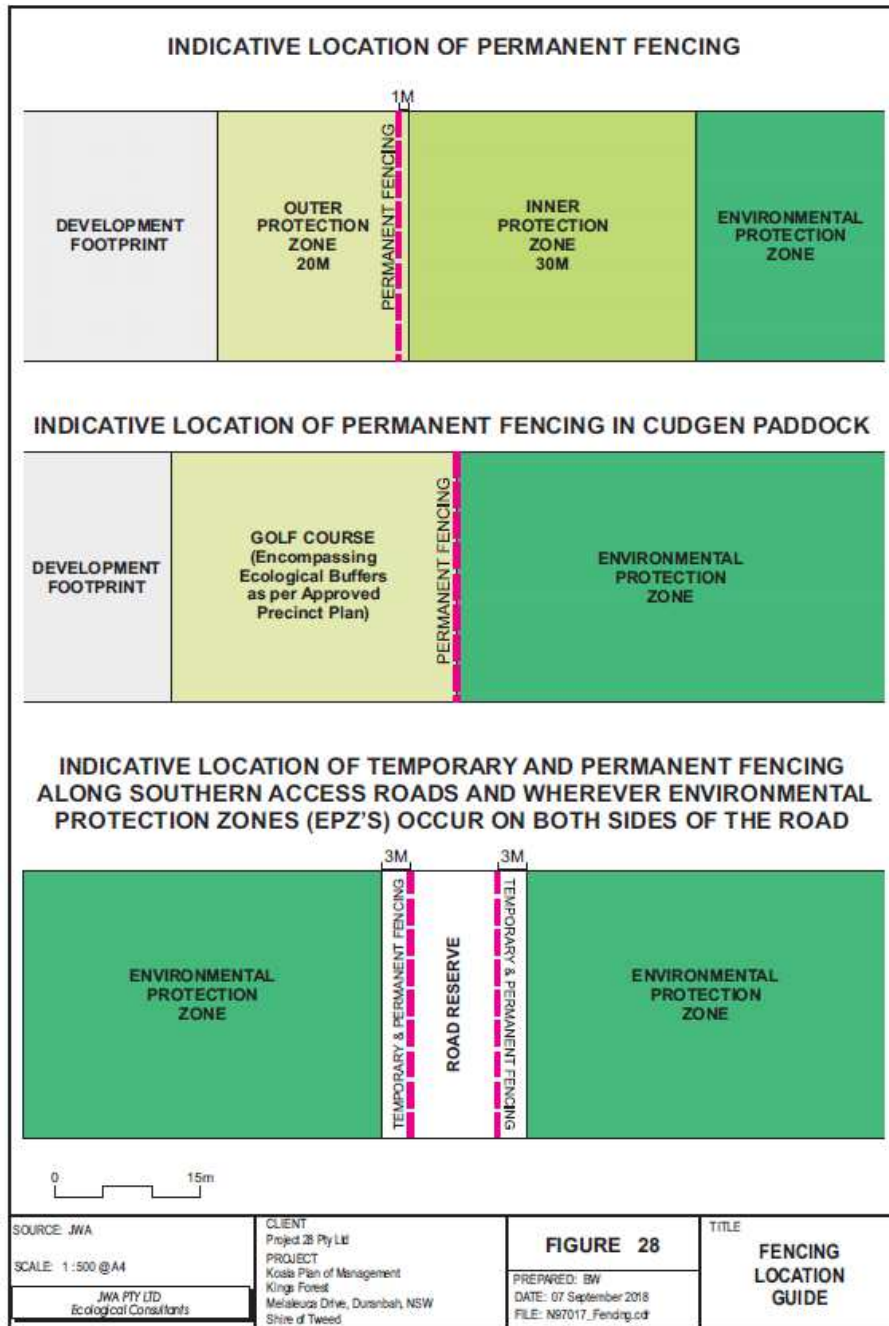 INDICATIVE LOCATION OF PERMANENT FENCING
1M
DEVELOPMENT
FOOTPRINT
OUTER
PROTECTION
ZONE
20M
PERMANENT FENCING
INNER
PROTECTION
ZONE
30M
ENVIRONMENTAL
PROTECTION
ZONE
INDICATIVE LOCATION OF PERMANENT FENCING IN CUDGEN PADDOCK
DEVELOPMENT
FOOTPRINT
GOLF COURSE
(Encompassing
Ecological Buffers
as per Approved
Precinct Plan)
PERMANENT FENCING
ENVIRONMENTAL
PROTECTION
ZONE
INDICATIVE LOCATION OF TEMPORARY AND PERMANENT FENCING
ALONG SOUTHERN ACCESS ROADS AND WHEREVER ENVIRONMENTAL
PROTECTION ZONES (EPZ'S) OCCUR ON BOTH SIDES OF THE ROAD
3M
3M
ENVIRONMENTAL
PROTECTION
ZONE
TEMPORARY & PERMANENT FENCING
ROAD RESERVE
TEMPORARY & PERMANENT FENCING
ENVIRONMENTAL
PROTECTION
ZONE
0
15m
SOURCE: JWA
SCALE: 1 : 500 @ A4
JWA PTY LTD
Ecological Consultants
CLIENT
Project 28 Pty Ltd
PROJECT
Koala Plan of Management
Kings Forest
Melaleuca Drive, Duranbah, NSW
Shire of Tweed
FIGURE 28
PREPARED: BW
DATE: 07 September 2018
FILE: N97017_Fencing.cdr
TITLE
FENCING
LOCATION
GUIDE